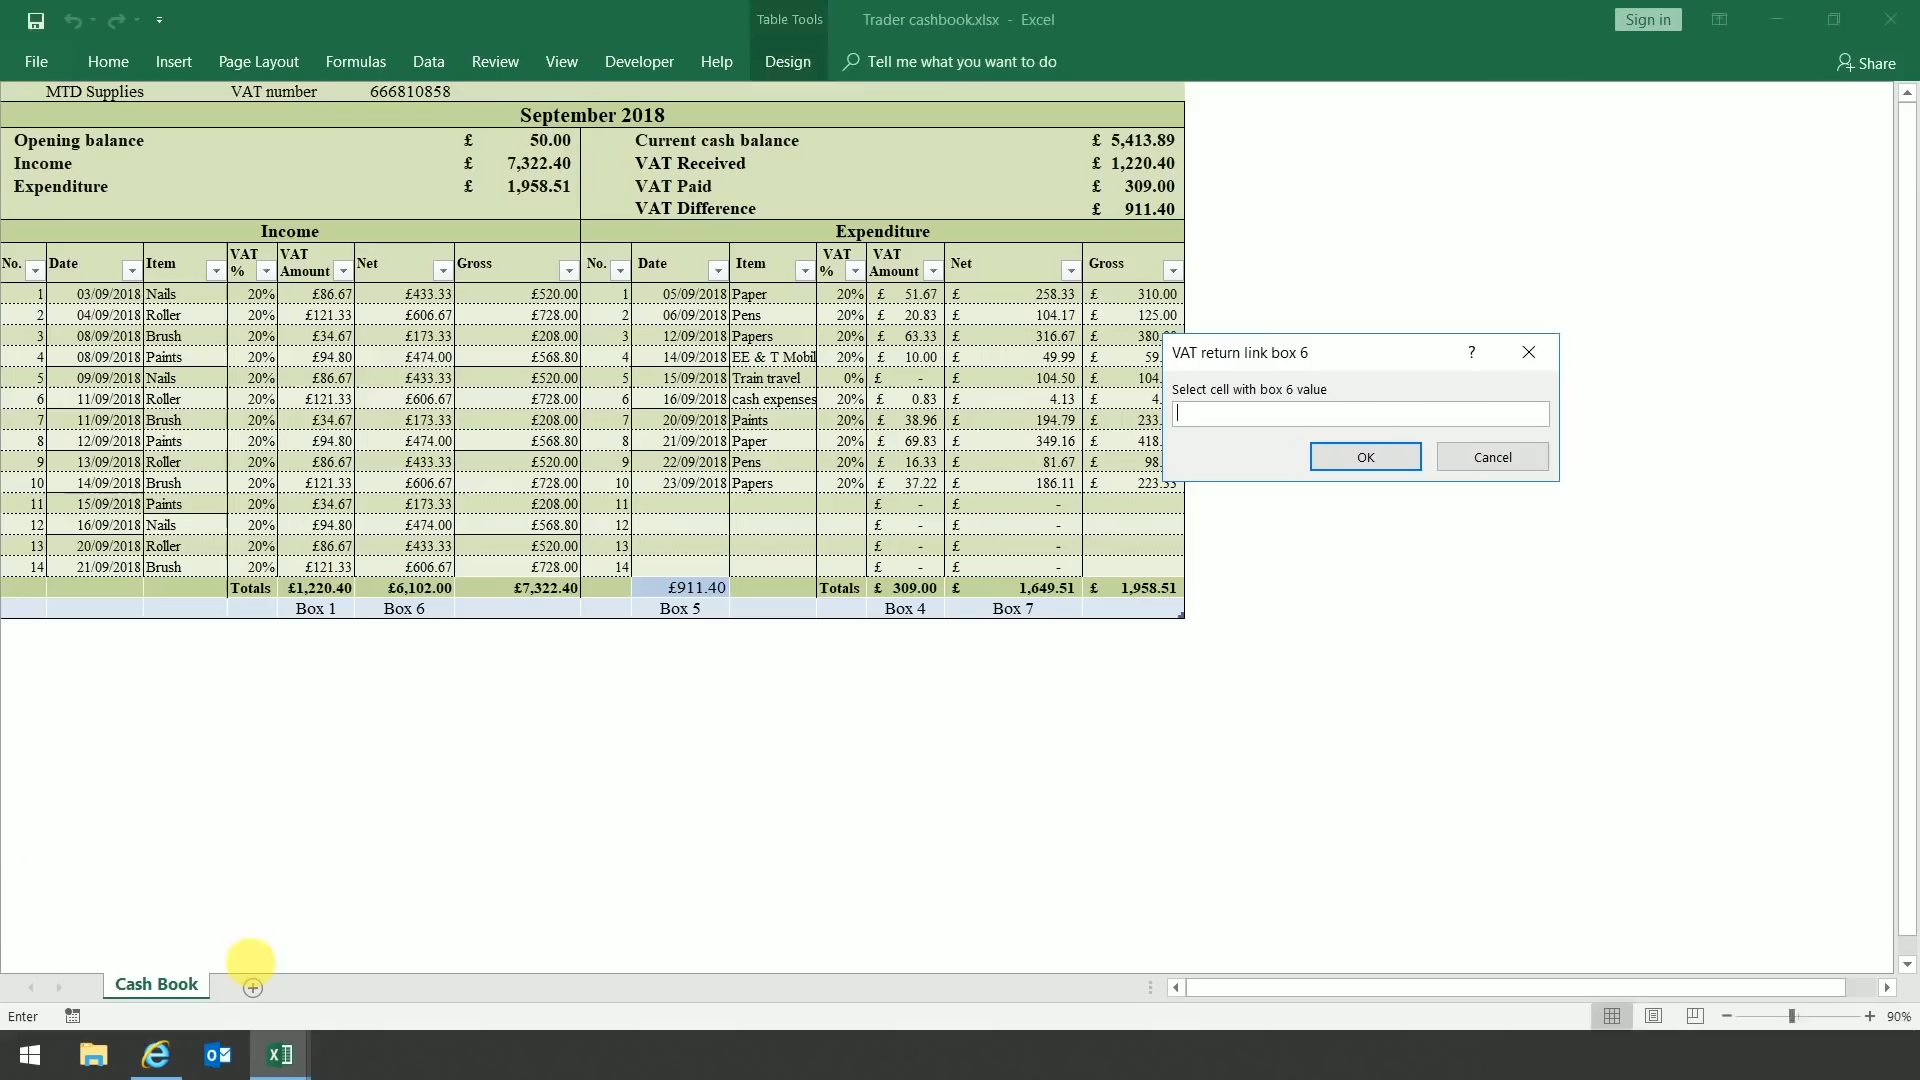 Table Tools Trader cashbook.xlsx - Excel Sign in
File Home Insert Page Layout Formulas Data Review View Developer Help Design Tell me what you want to do Share
MTD Supplies VAT number 666810858
September 2018
Opening balance £ 50.00 Current cash balance £ 5,413.89
Income £ 7,322.40 VAT Received £ 1,220.40
Expenditure £ 1,958.51 VAT Paid £ 309.00
VAT Difference £ 911.40
Income Expenditure
No. Date Item VAT % VAT Amount Net Gross No. Date Item VAT % VAT Amount Net Gross
1 03/09/2018 Nails 20% £86.67 £433.33 £520.00 1 05/09/2018 Paper 20% £ 51.67 £ 258.33 £ 310.00
2 04/09/2018 Roller 20% £121.33 £606.67 £728.00 2 06/09/2018 Pens 20% £ 20.83 £ 104.17 £ 125.00
3 08/09/2018 Brush 20% £34.67 £173.33 £208.00 3 12/09/2018 Papers 20% £ 63.33 £ 316.67 £ 380.
4 08/09/2018 Paints 20% £94.80 £474.00 £568.80 4 14/09/2018 EE & T Mobil 20% £ 10.00 £ 49.99 £ 59.
5 09/09/2018 Nails 20% £86.67 £433.33 £520.00 5 15/09/2018 Train travel 0% £ - £ 104.50 £ 104.
6 11/09/2018 Roller 20% £121.33 £606.67 £728.00 6 16/09/2018 cash expenses 20% £ 0.83 £ 4.13 £ 4.
7 11/09/2018 Brush 20% £34.67 £173.33 £208.00 7 20/09/2018 Paints 20% £ 38.96 £ 194.79 £ 233.
8 12/09/2018 Paints 20% £94.80 £474.00 £568.80 8 21/09/2018 Paper 20% £ 69.83 £ 349.16 £ 418.
9 13/09/2018 Roller 20% £86.67 £433.33 £520.00 9 22/09/2018 Pens 20% £ 16.33 £ 81.67 £ 98.
10 14/09/2018 Brush 20% £121.33 £606.67 £728.00 10 23/09/2018 Papers 20% £ 37.22 £ 186.11 £ 223.33
11 15/09/2018 Paints 20% £34.67 £173.33 £208.00 11 £ - £ -
12 16/09/2018 Nails 20% £94.80 £474.00 £568.80 12 £ - £ -
13 20/09/2018 Roller 20% £86.67 £433.33 £520.00 13 £ - £ -
14 21/09/2018 Brush 20% £121.33 £606.67 £728.00 14 £ - £ -
Totals £1,220.40 £6,102.00 £7,322.40 £911.40 Totals £ 309.00 £ 1,649.51 £ 1,958.51
Box 1 Box 6 Box 5 Box 4 Box 7
VAT return link box 6 ?
Select cell with box 6 value
OK Cancel
Cash Book
Enter 90%